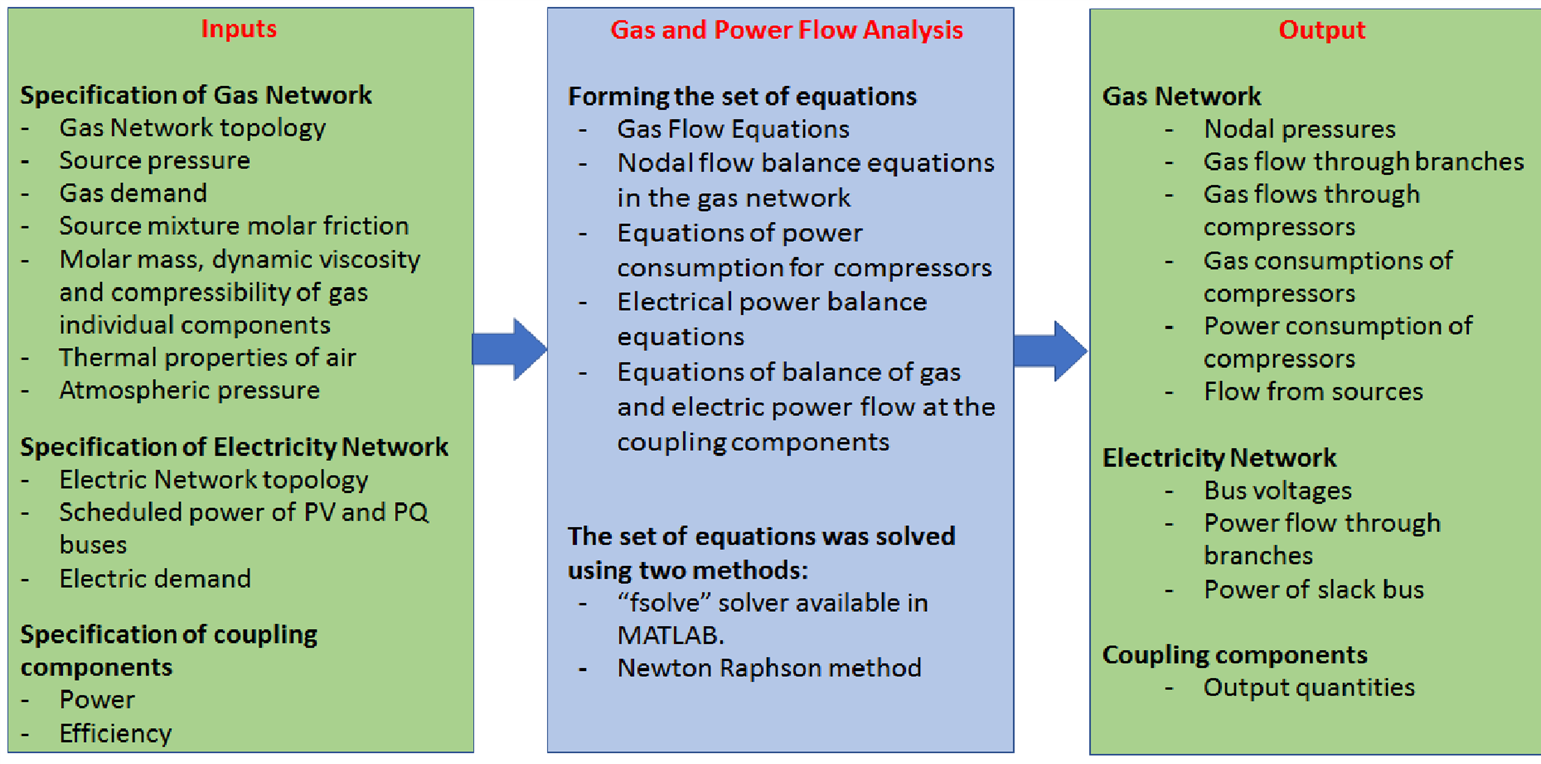 Inputs
Specification of Gas Network
- Gas Network topology
- Source pressure
- Gas demand
- Source mixture molar friction
- Molar mass, dynamic viscosity
and compressibility of gas
individual components
- Thermal properties of air
- Atmospheric pressure
Specification of Electricity Network
- Electric Network topology
- Scheduled power of PV and PQ
buses
- Electric demand
Specification of coupling
components
- Power
- Efficiency
Gas and Power Flow Analysis
Forming the set of equations
- Gas Flow Equations
- Nodal flow balance equations
in the gas network
- Equations of power
consumption for compressors
- Electrical power balance
equations
- Equations of balance of gas
and electric power flow at the
coupling components
The set of equations was solved
using two methods:
- “fsolve” solver available in
MATLAB.
- Newton Raphson method
Output
Gas Network
- Nodal pressures
- Gas flow through branches
- Gas flows through
compressors
- Gas consumptions of
compressors
- Power consumption of
compressors
- Flow from sources
Electricity Network
- Bus voltages
- Power flow through
branches
- Power of slack bus
Coupling components
- Output quantities